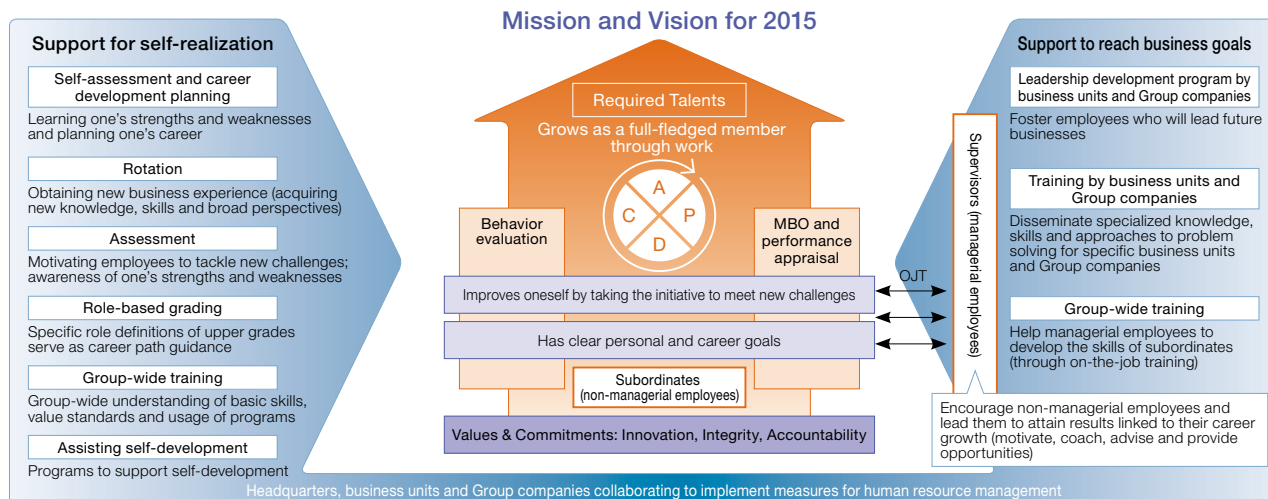 Mission and Vision for 2015
Support for self-realization
Self-assessment and career
development planning
Learning one's strengths and weaknesses
and planning one's career
Rotation
Obtaining new business experience (acquiring
new knowledge, skills and broad perspectives)
Assessment
Motivating employees to tackle new challenges;
awareness of one's strengths and weaknesses
Role-based grading
Specific role definitions of upper grades
serve as career path guidance
Group-wide training
Group-wide understanding of basic skills,
value standards and usage of programs
Assisting self-development
Programs to support self-development
Required Talents
Grows as a full-fledged member
through work
A
C
P
D
Behavior
evaluation
MBO and
performance
appraisal
Improves oneself by taking the initiative to meet new challenges
Has clear personal and career goals
Subordinates
(non-managerial employees)
Values & Commitments: Innovation, Integrity, Accountability
OJT
Supervisors (managerial employees)
Support to reach business goals
Leadership development program by
business units and Group companies
Foster employees who will lead future
businesses
Training by business units and
Group companies
Disseminate specialized knowledge,
skills and approaches to problem
solving for specific business units
and Group companies
Group-wide training
Help managerial employees to
develop the skills of subordinates
(through on-the-job training)
Encourage non-managerial employees and
lead them to attain results linked to their career
growth (motivate, coach, advise and provide
opportunities)
Headquarters, business units and Group companies collaborating to implement measures for human resource management